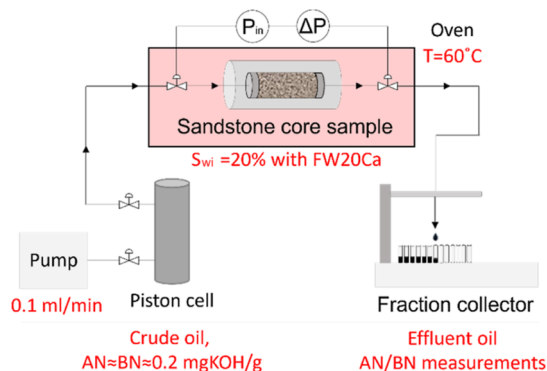 Pin
ΔP
Oven
T=60˚C
Sandstone core sample
Swi =20% with FW20Ca
Pump
0.1 ml/min
Piston cell
Fraction collector
Crude oil,
AN≈BN≈0.2 mgKOH/g
Effluent oil
AN/BN measurements